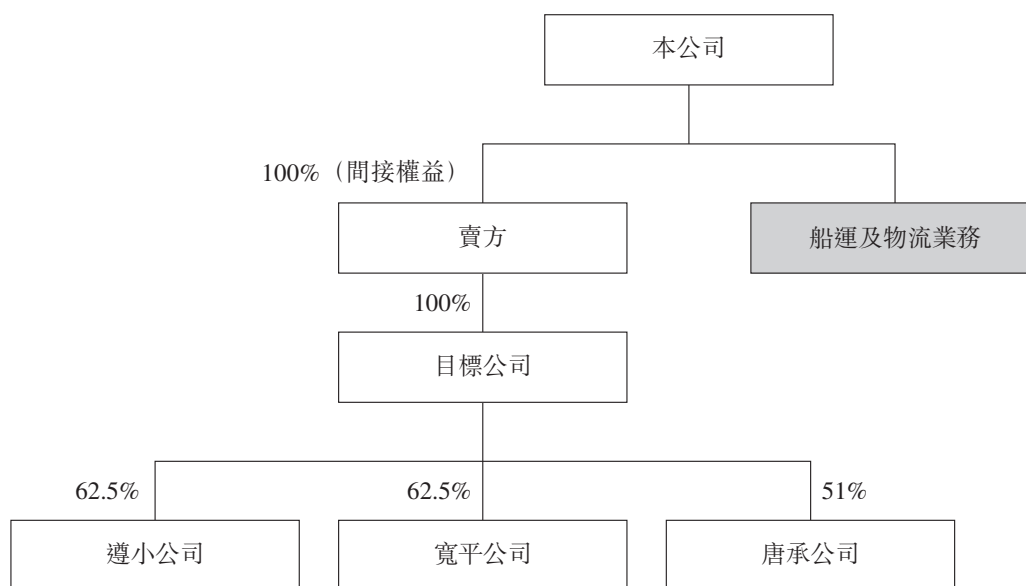 本公司
100%（間接權益）
賣方
船運及物流業務
100%
目標公司
62.5%
62.5%
51%
遵小公司
寬平公司
唐承公司